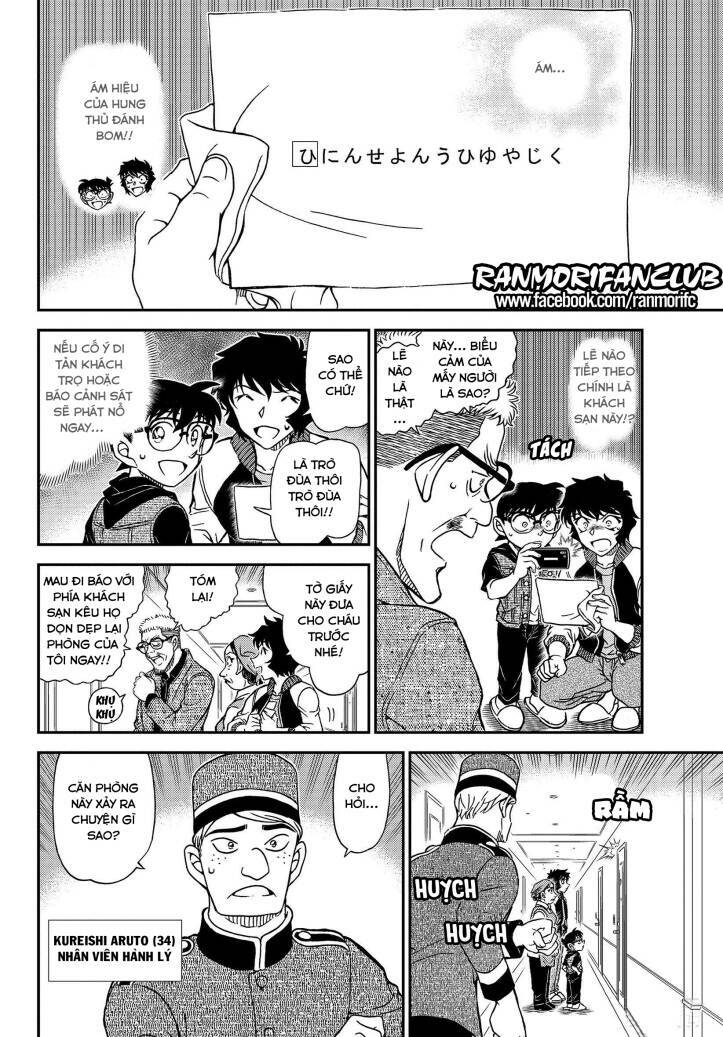 ÁM...
ÁM HIỆU
CỦA HUNG
THỦ ĐÁNH
BOM!!
ひにんせよんうひゆやじく
RANMORIFANCLUB
www.facebook.com/ranmorifc
LẼ NÀO
TIẾP THEO
CHÍNH LÀ
KHÁCH
SẠN NÀY!?
NÀY... BIỂU
CẢM CỦA
MẤY NGƯỜI
LÀ SAO?
LẼ
NÀO
LÀ THẬT
...
TÁCH
SAO
CÓ THỂ
CHỨ!
NẾU CỐ Ý DI
TẢN KHÁCH
TRỌ HOẶC
BÁO CẢNH SÁT
SẼ PHÁT NỔ
NGAY...
LÀ TRÒ
ĐÙA THÔI
TRÒ ĐÙA
THÔI!!
TỜ GIẤY
NÀY ĐƯA
CHO CHÁU
TRƯỚC
NHÉ!
TÓM
LẠI!
MAU ĐI BÁO VỚI
PHÍA KHÁCH
SẠN KÊU HỌ
DỌN DẸP LẠI
PHÒNG CỦA
TÔI NGAY!!
KHỤ
KHỤ
RẦM
HUỊCH
HUỊCH
CHO
HỎI...
CĂN PHÒNG
NÀY XẢY RA
CHUYỆN GÌ
SAO?
KUREISHI ARUTO (34)
NHÂN VIÊN HÀNH LÝ